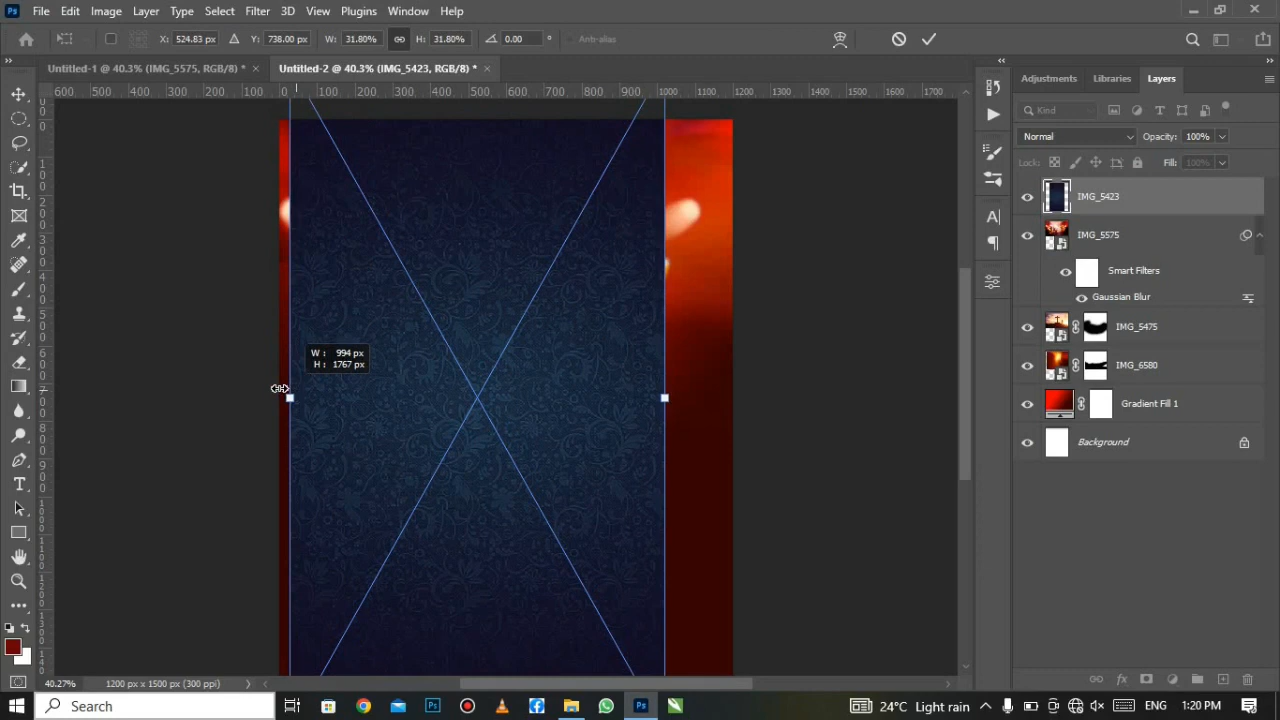 Ps File Edit Image Layer Type Select Filter 3D View Plugins Window Help
X: 524.83 px Y: 738.00 px W: 31.80% H: 31.80% 0.00 ° Anti-alias
Untitled-1 @ 40.3% (IMG_5575, RGB/8) * × Untitled-2 @ 40.3% (IMG_5423, RGB/8) * ×
600 500 400 300 200 100 0 100 200 300 400 500 600 700 800 900 1000 1100 1200 1300 1400 1500 1600 1700
Adjustments Libraries Layers
Kind
Normal Opacity: 100%
Lock: Fill: 100%
IMG_5423
IMG_5575
Smart Filters
Gaussian Blur
IMG_5475
IMG_6580
Gradient Fill 1
Background
W : 994 px
H : 1767 px
40.27% 1200 px x 1500 px (300 ppi)
Search
24°C Light rain ENG 1:20 PM